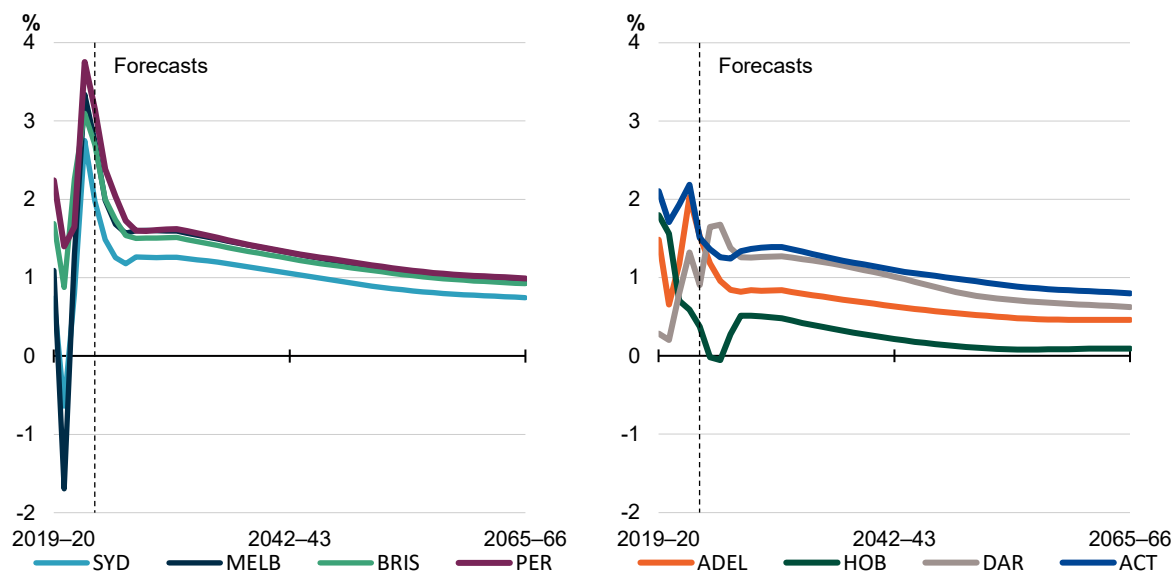 %
4
Forecasts
3
2
1
0
-1
-2
2019–20
2042–43
2065–66
SYD
MELB
BRIS
PER
%
4
Forecasts
3
2
1
0
-1
-2
2019–20
2042–43
2065–66
ADEL
HOB
DAR
ACT